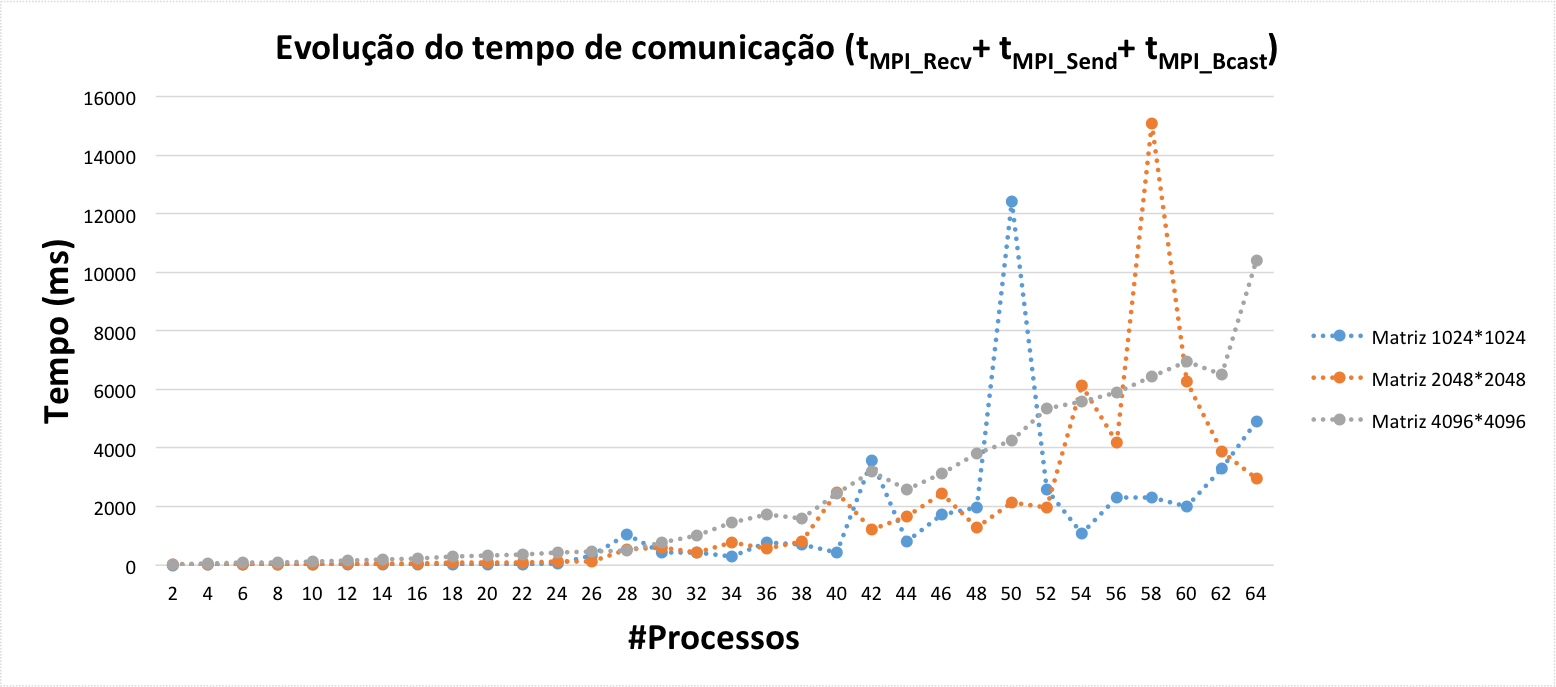 Evolução do tempo de comunicação (tMPI_Recv+ tMPI_Send+ tMPI_Bcast)
16000
14000
12000
10000
8000
6000
4000
2000
0
Tempo (ms)
2 4 6 8 10 12 14 16 18 20 22 24 26 28 30 32 34 36 38 40 42 44 46 48 50 52 54 56 58 60 62 64
#Processos
Matriz 1024*1024
Matriz 2048*2048
Matriz 4096*4096